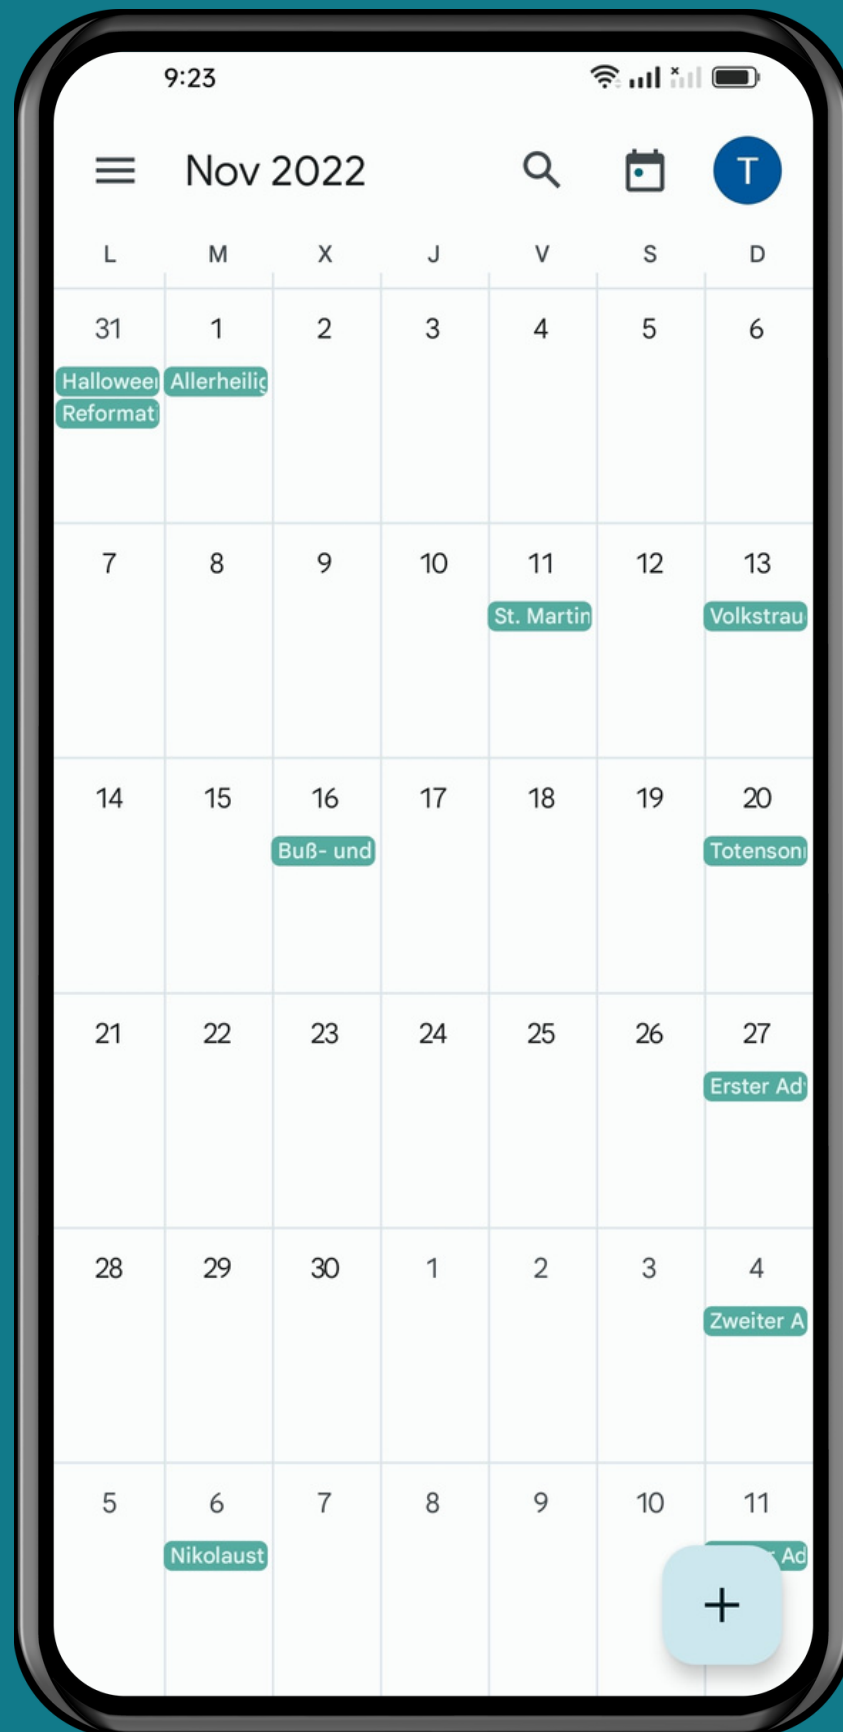 9:23
Nov 2022
T
L M X J V S D
31 1 2 3 4 5 6
Hallowee Allerheilig
Reformat
7 8 9 10 11 12 13
St. Martin Volkstrau
14 15 16 17 18 19 20
Buß- und Totenson
21 22 23 24 25 26 27
Erster Ad
28 29 30 1 2 3 4
Zweiter A
5 6 7 8 9 10 11
Nikolaust Ad
+